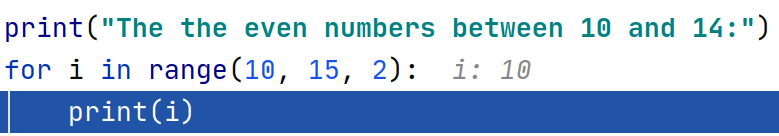 print("The the even numbers between 10 and 14:")
for i in range(10, 15, 2):  i: 10
    print(i)